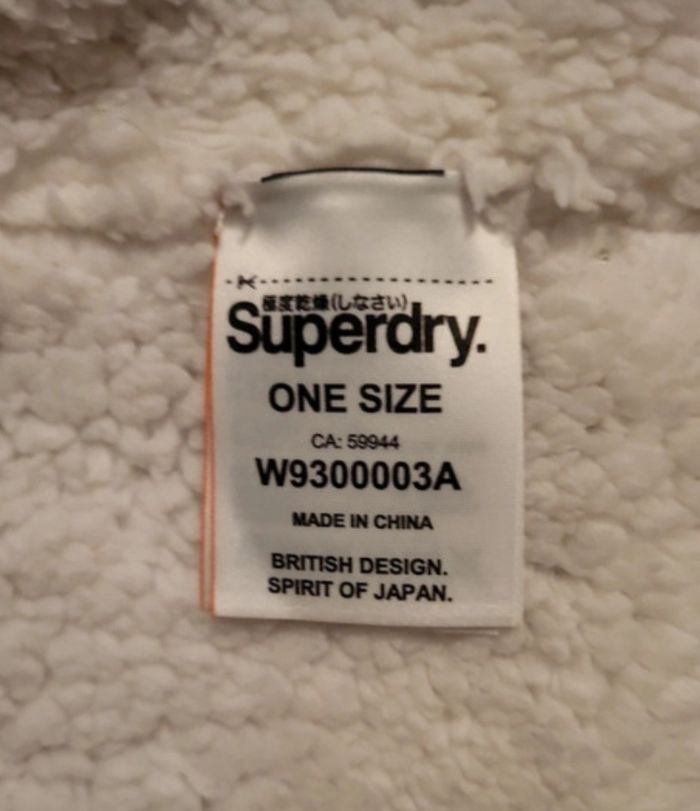 極度乾燥(しなさい)
Superdry.
ONE SIZE
CA: 59944
W9300003A
MADE IN CHINA
BRITISH DESIGN.
SPIRIT OF JAPAN.